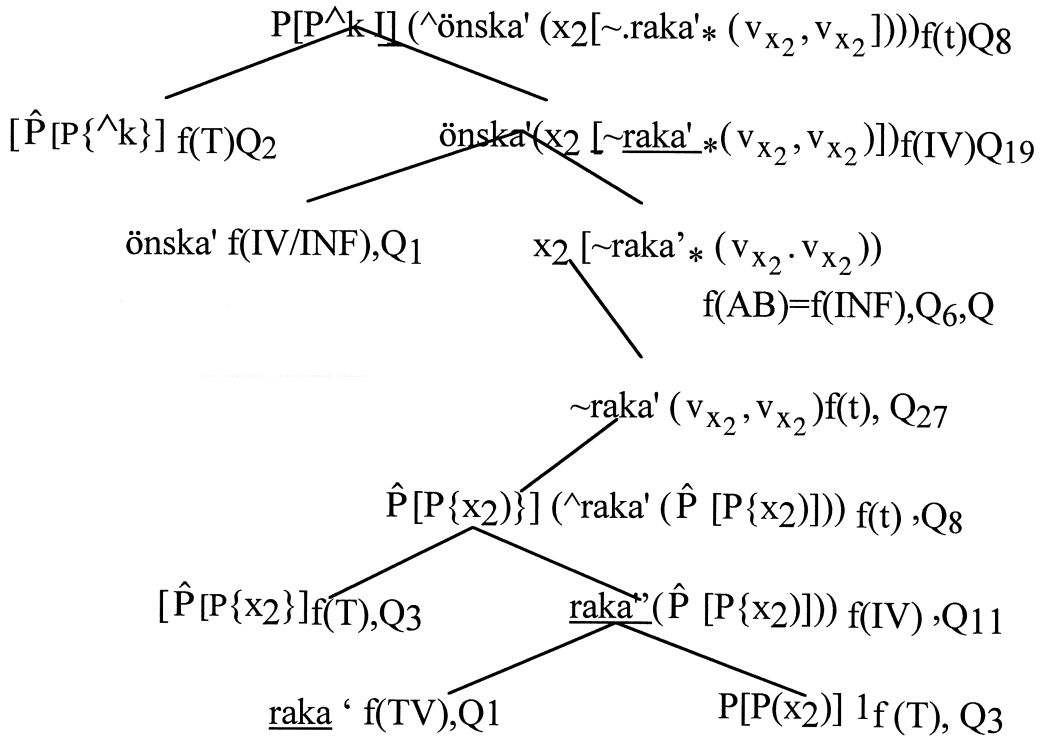 P[P^k I] (^önska' (x₂[~.raka'* (vx₂,vx₂]))))f(t)Q8
[P̂[P{^k}] f(T)Q2
önska'(x₂ [~raka' *(vx₂,vx₂)])f(IV)Q19
önska' f(IV/INF),Q1
x₂ [~raka’* (vx₂.vx₂))
f(AB)=f(INF),Q6,Q
~raka' (vx₂,vx₂)f(t), Q27
P̂[P{x₂)}] (^raka' (P̂ [P{x₂)])) f(t) ,Q8
[P̂[P{x₂}]f(T),Q3
raka'’(P̂ [P{x₂)])) f(IV) ,Q11
raka ‘ f(TV),Q1
P[P(x₂)] ¹f (T), Q3